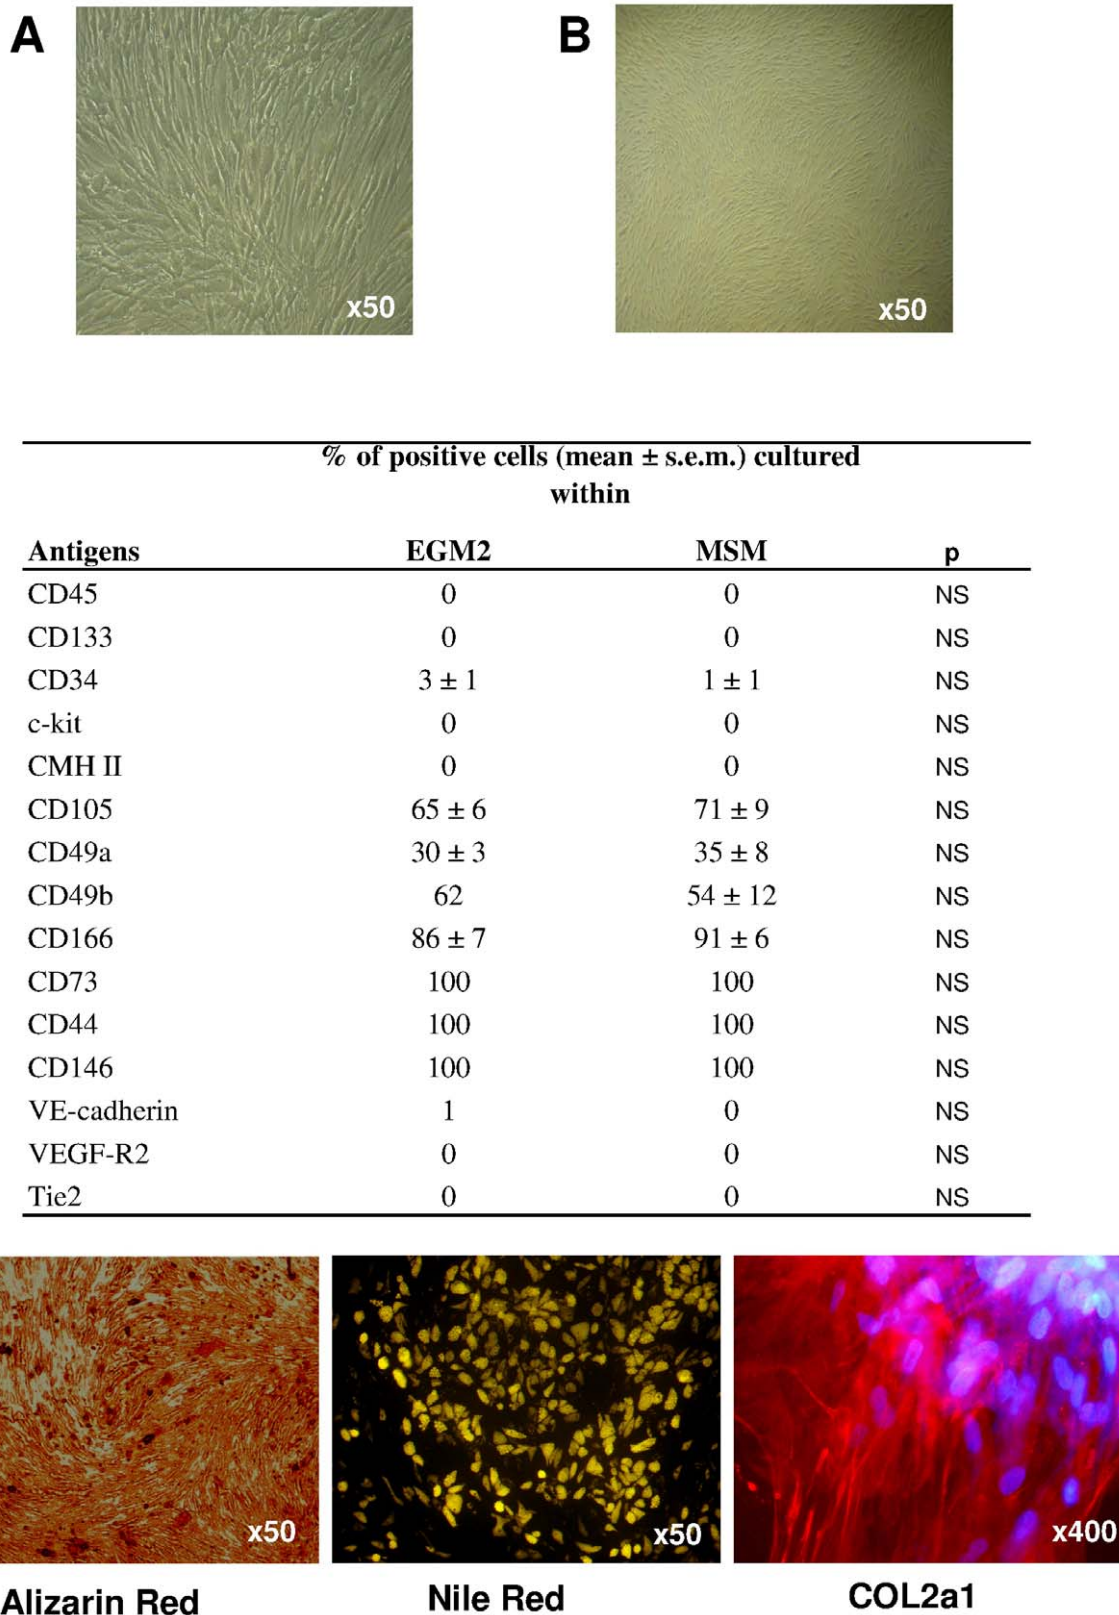 A
B
x50
x50
% of positive cells (mean ± s.e.m.) cultured
within
Antigens EGM2 MSM p
CD45 0 0 NS
CD133 0 0 NS
CD34 3 ± 1 1 ± 1 NS
c-kit 0 0 NS
CMH II 0 0 NS
CD105 65 ± 6 71 ± 9 NS
CD49a 30 ± 3 35 ± 8 NS
CD49b 62 54 ± 12 NS
CD166 86 ± 7 91 ± 6 NS
CD73 100 100 NS
CD44 100 100 NS
CD146 100 100 NS
VE-cadherin 1 0 NS
VEGF-R2 0 0 NS
Tie2 0 0 NS
x50
x50
x400
Alizarin Red
Nile Red
COL2a1